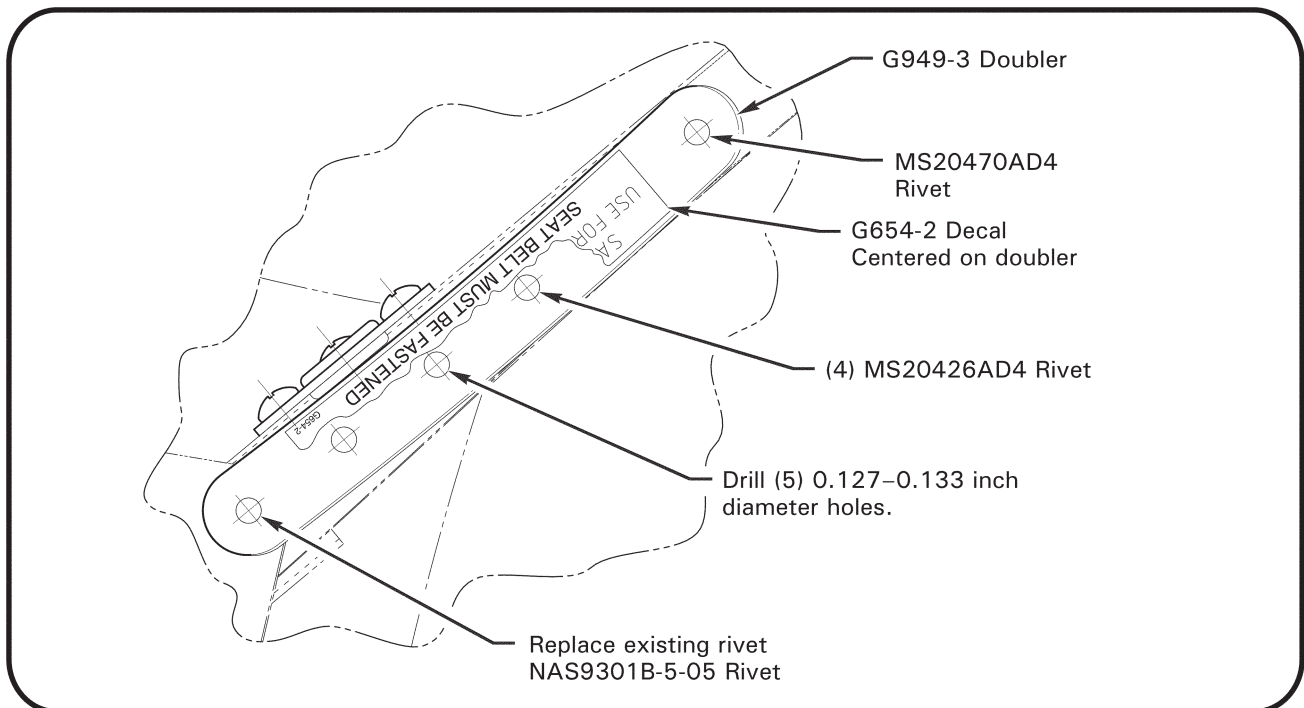 G949-3 Doubler
MS20470AD4
Rivet
G654-2 Decal
Centered on doubler
USE FOR
SA
SEAT BELT MUST BE FASTENED
G654-2
(4) MS20426AD4 Rivet
Drill (5) 0.127–0.133 inch
diameter holes.
Replace existing rivet
NAS9301B-5-05 Rivet